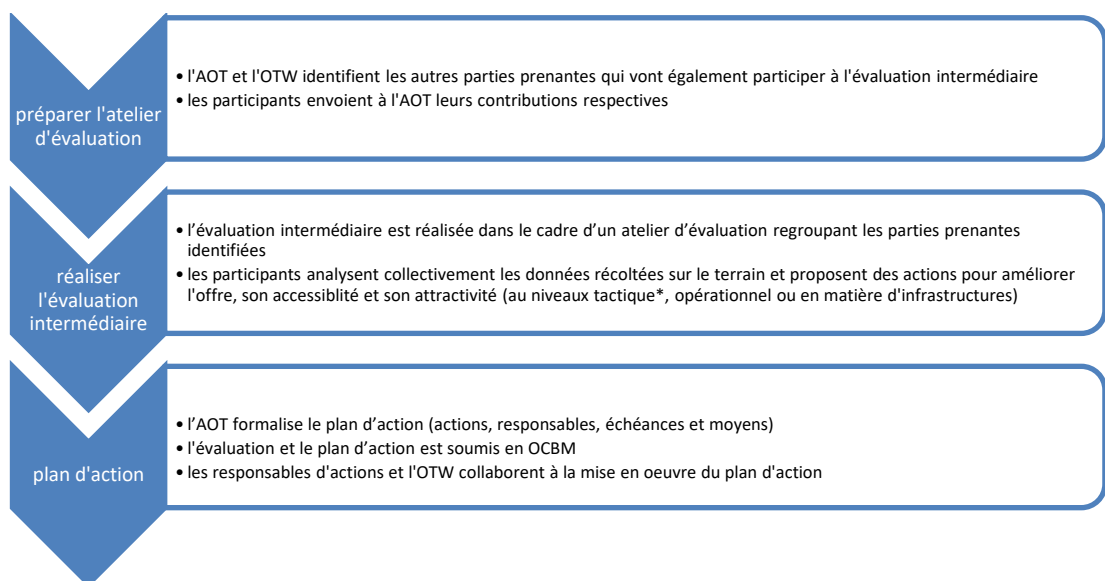 préparer l'atelier
d'évaluation
• l'AOT et l'OTW identifient les autres parties prenantes qui vont également participer à l'évaluation intermédiaire
• les participants envoient à l'AOT leurs contributions respectives
réaliser
l'évaluation
intermédiaire
• l’évaluation intermédiaire est réalisée dans le cadre d’un atelier d’évaluation regroupant les parties prenantes
identifiées
• les participants analysent collectivement les données récoltées sur le terrain et proposent des actions pour améliorer
l'offre, son accessiblité et son attractivité (au niveaux tactique*, opérationnel ou en matière d'infrastructures)
plan d'action
• l’AOT formalise le plan d’action (actions, responsables, échéances et moyens)
• l'évaluation et le plan d’action est soumis en OCBM
• les responsables d'actions et l'OTW collaborent à la mise en oeuvre du plan d'action